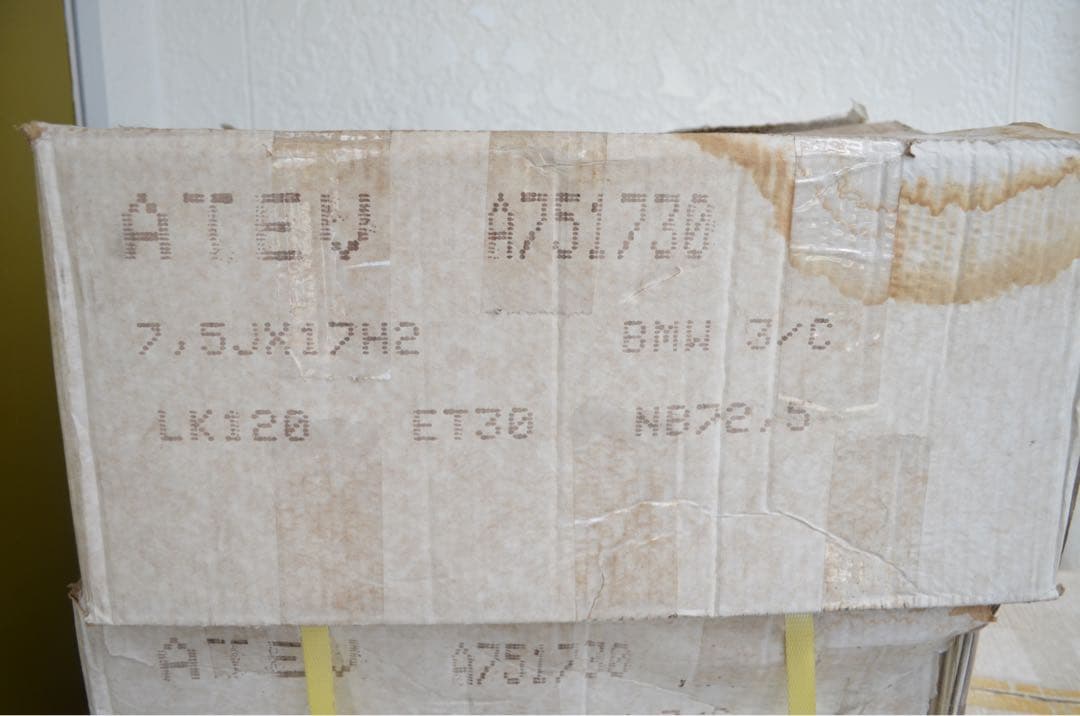 ATEV A751730
7,5JX17H2 BMW 3/C
LK120 ET30 NB72,5
ATEV A751730